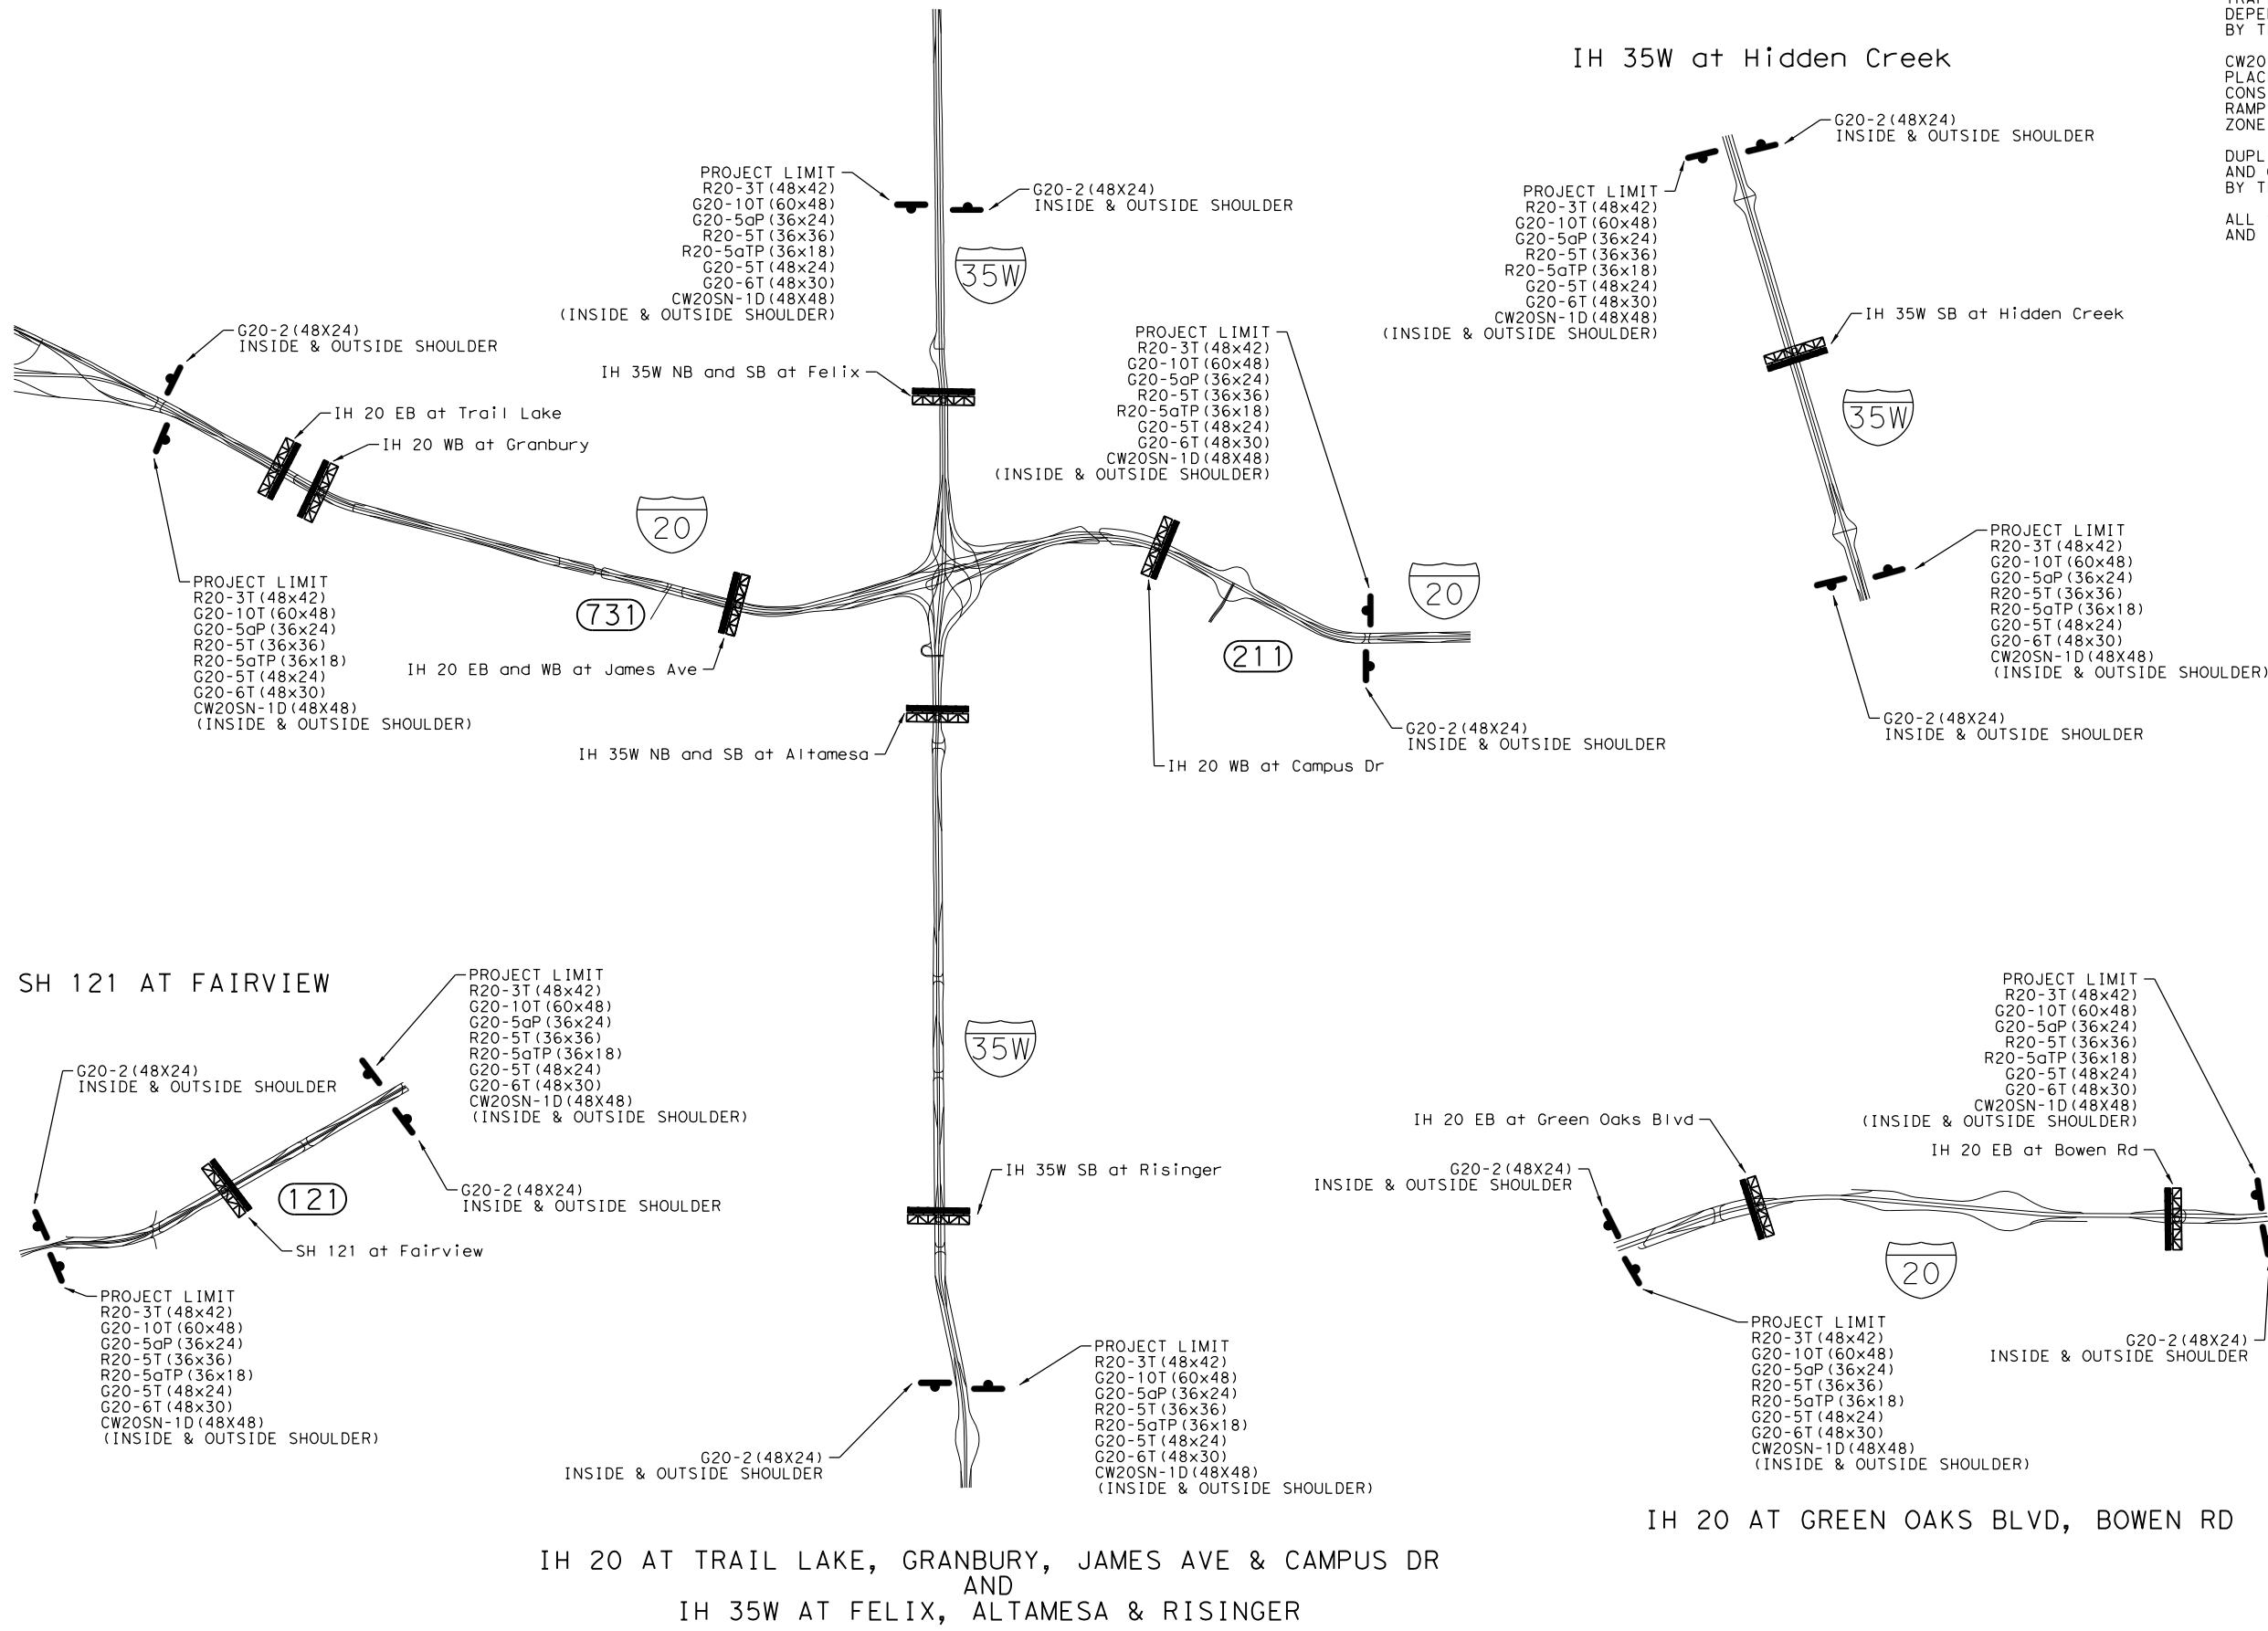 IH 35W at Hidden Creek
BY T
CW20
PLAC
CONS
RAMP
ZONE
DUPL
AND
BY T
ALL
AND
PROJECT LIMIT
R20-3T(48x42)
G20-10T(60x48)
G20-5aP(36x24)
R20-5T(36x36)
R20-5aTP(36x18)
G20-5T(48x24)
G20-6T(48x30)
CW20SN-1D(48X48)
(INSIDE & OUTSIDE SHOULDER)
G20-2(48X24)
INSIDE & OUTSIDE SHOULDER
35W
G20-2(48X24)
INSIDE & OUTSIDE SHOULDER
IH 20 EB at Trail Lake
IH 20 WB at Granbury
IH 35W NB and SB at Felix
PROJECT LIMIT
R20-3T(48x42)
G20-10T(60x48)
G20-5aP(36x24)
R20-5T(36x36)
R20-5aTP(36x18)
G20-5T(48x24)
G20-6T(48x30)
CW20SN-1D(48X48)
(INSIDE & OUTSIDE SHOULDER)
20
731
PROJECT LIMIT
R20-3T(48x42)
G20-10T(60x48)
G20-5aP(36x24)
R20-5T(36x36)
R20-5aTP(36x18)
G20-5T(48x24)
G20-6T(48x30)
CW20SN-1D(48X48)
(INSIDE & OUTSIDE SHOULDER)
IH 20 EB and WB at James Ave
IH 35W NB and SB at Altamesa
20
211
G20-2(48X24)
INSIDE & OUTSIDE SHOULDER
IH 20 WB at Campus Dr
G20-2(48X24)
INSIDE & OUTSIDE SHOULDER
PROJECT LIMIT
R20-3T(48x42)
G20-10T(60x48)
G20-5aP(36x24)
R20-5T(36x36)
R20-5aTP(36x18)
G20-5T(48x24)
G20-6T(48x30)
CW20SN-1D(48X48)
(INSIDE & OUTSIDE SHOULDER)
IH 35W SB at Hidden Creek
35W
PROJECT LIMIT
R20-3T(48x42)
G20-10T(60x48)
G20-5aP(36x24)
R20-5T(36x36)
R20-5aTP(36x18)
G20-5T(48x24)
G20-6T(48x30)
CW20SN-1D(48X48)
(INSIDE & OUTSIDE SHOULDER)
G20-2(48X24)
INSIDE & OUTSIDE SHOULDER
SH 121 AT FAIRVIEW
PROJECT LIMIT
R20-3T(48x42)
G20-10T(60x48)
G20-5aP(36x24)
R20-5T(36x36)
R20-5aTP(36x18)
G20-5T(48x24)
G20-6T(48x30)
CW20SN-1D(48X48)
(INSIDE & OUTSIDE SHOULDER)
G20-2(48X24)
INSIDE & OUTSIDE SHOULDER
121
G20-2(48X24)
INSIDE & OUTSIDE SHOULDER
SH 121 at Fairview
PROJECT LIMIT
R20-3T(48x42)
G20-10T(60x48)
G20-5aP(36x24)
R20-5T(36x36)
R20-5aTP(36x18)
G20-5T(48x24)
G20-6T(48x30)
CW20SN-1D(48X48)
(INSIDE & OUTSIDE SHOULDER)
35W
IH 35W SB at Risinger
PROJECT LIMIT
R20-3T(48x42)
G20-10T(60x48)
G20-5aP(36x24)
R20-5T(36x36)
R20-5aTP(36x18)
G20-5T(48x24)
G20-6T(48x30)
CW20SN-1D(48X48)
(INSIDE & OUTSIDE SHOULDER)
G20-2(48X24)
INSIDE & OUTSIDE SHOULDER
PROJECT LIMIT
R20-3T(48x42)
G20-10T(60x48)
G20-5aP(36x24)
R20-5T(36x36)
R20-5aTP(36x18)
G20-5T(48x24)
G20-6T(48x30)
CW20SN-1D(48X48)
(INSIDE & OUTSIDE SHOULDER)
IH 20 EB at Green Oaks Blvd
IH 20 EB at Bowen Rd
G20-2(48X24)
INSIDE & OUTSIDE SHOULDER
20
PROJECT LIMIT
R20-3T(48x42)
G20-10T(60x48)
G20-5aP(36x24)
R20-5T(36x36)
R20-5aTP(36x18)
G20-5T(48x24)
G20-6T(48x30)
CW20SN-1D(48X48)
(INSIDE & OUTSIDE SHOULDER)
G20-2(48X24)
INSIDE & OUTSIDE SHOULDER
IH 20 AT GREEN OAKS BLVD, BOWEN RD
IH 20 AT TRAIL LAKE, GRANBURY, JAMES AVE & CAMPUS DR
AND
IH 35W AT FELIX, ALTAMESA & RISINGER